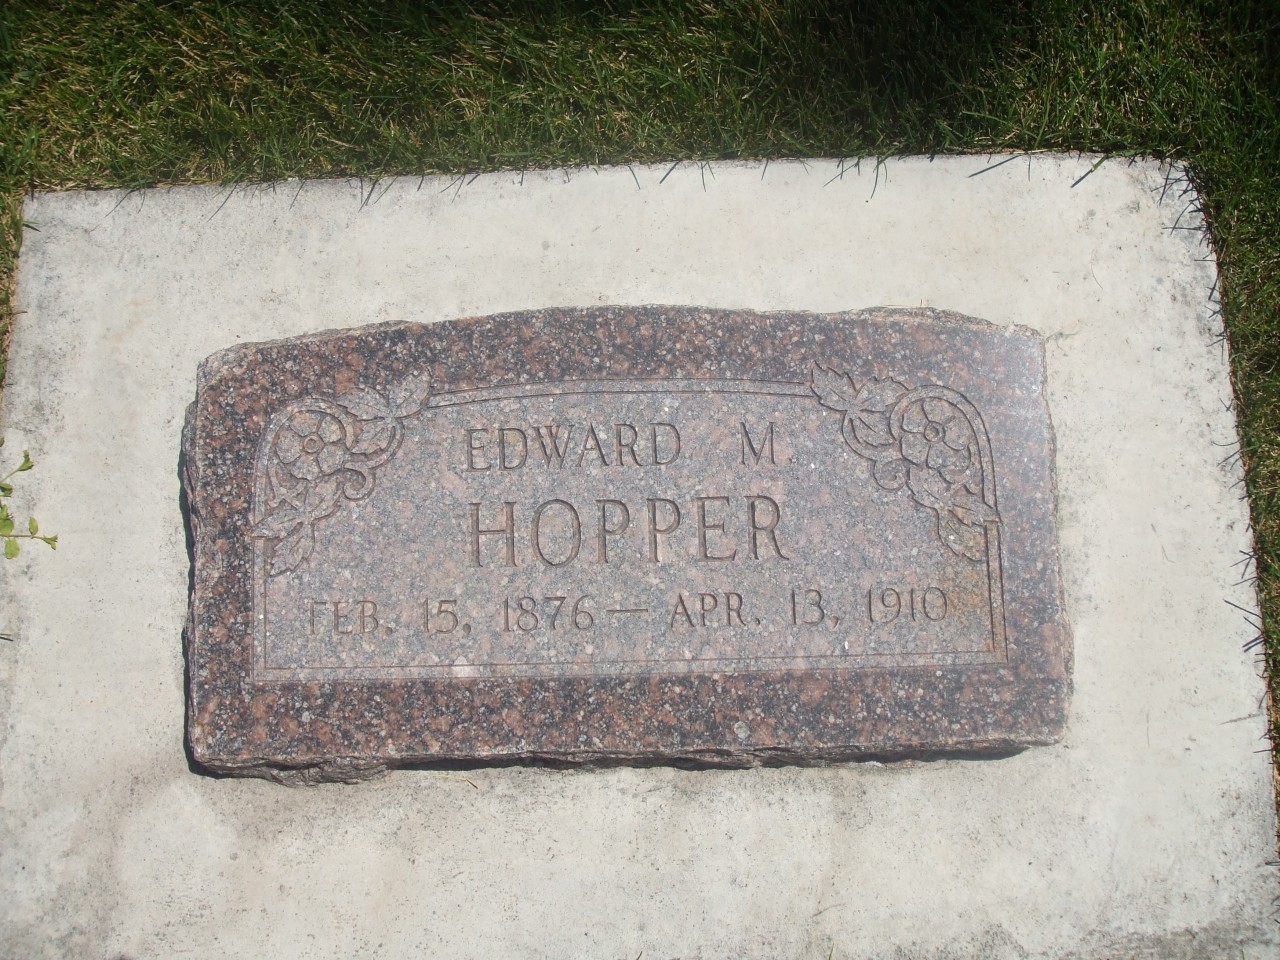 EDWARD M.
HOPPER
FEB. 15, 1876 — APR. 13, 1910